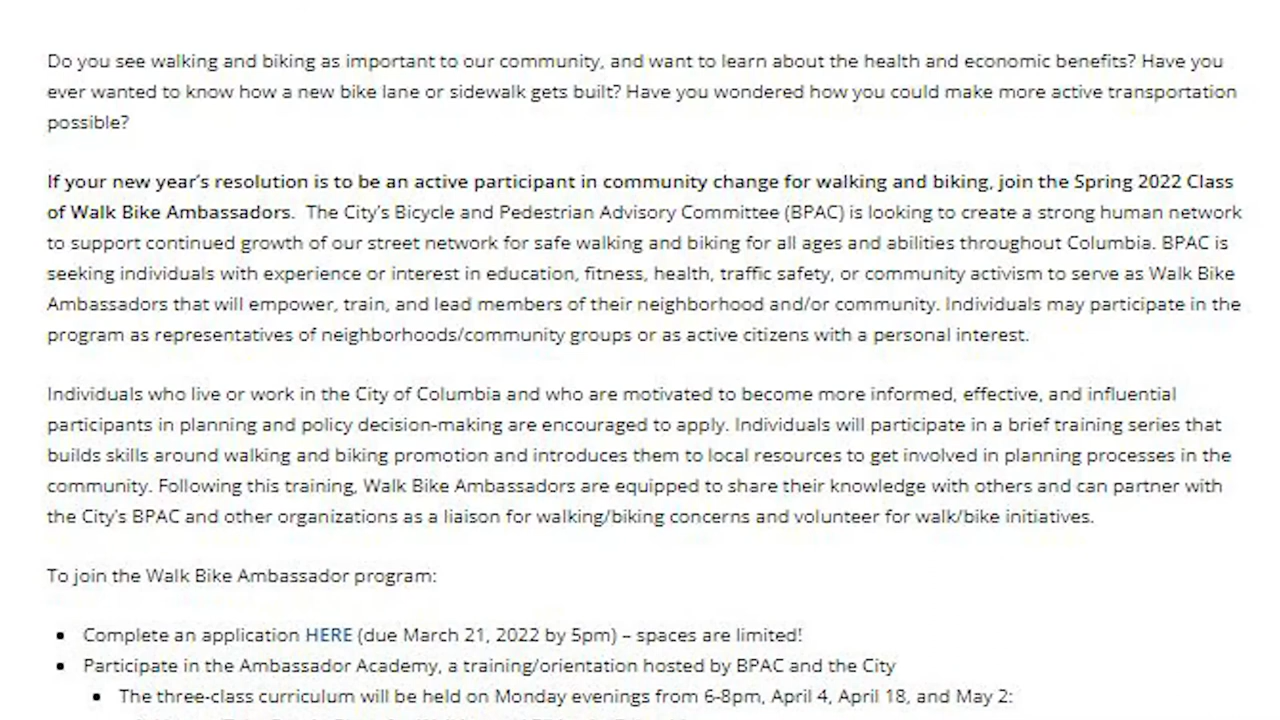 Do you see walking and biking as important to our community, and want to learn about the health and economic benefits? Have you
ever wanted to know how a new bike lane or sidewalk gets built? Have you wondered how you could make more active transportation
possible?
If your new year's resolution is to be an active participant in community change for walking and biking, join the Spring 2022 Class
of Walk Bike Ambassadors. The City's Bicycle and Pedestrian Advisory Committee (BPAC) is looking to create a strong human network
to support continued growth of our street network for safe walking and biking for all ages and abilities throughout Columbia. BPAC is
seeking individuals with experience or interest in education, fitness, health, traffic safety, or community activism to serve as Walk Bike
Ambassadors that will empower, train, and lead members of their neighborhood and/or community. Individuals may participate in the
program as representatives of neighborhoods/community groups or as active citizens with a personal interest.
Individuals who live or work in the City of Columbia and who are motivated to become more informed, effective, and influential
participants in planning and policy decision-making are encouraged to apply. Individuals will participate in a brief training series that
builds skills around walking and biking promotion and introduces them to local resources to get involved in planning processes in the
community. Following this training, Walk Bike Ambassadors are equipped to share their knowledge with others and can partner with
the City's BPAC and other organizations as a liaison for walking/biking concerns and volunteer for walk/bike initiatives.
To join the Walk Bike Ambassador program:
• Complete an application HERE (due March 21, 2022 by 5pm) – spaces are limited!
• Participate in the Ambassador Academy, a training/orientation hosted by BPAC and the City
• The three-class curriculum will be held on Monday evenings from 6-8pm, April 4, April 18, and May 2: